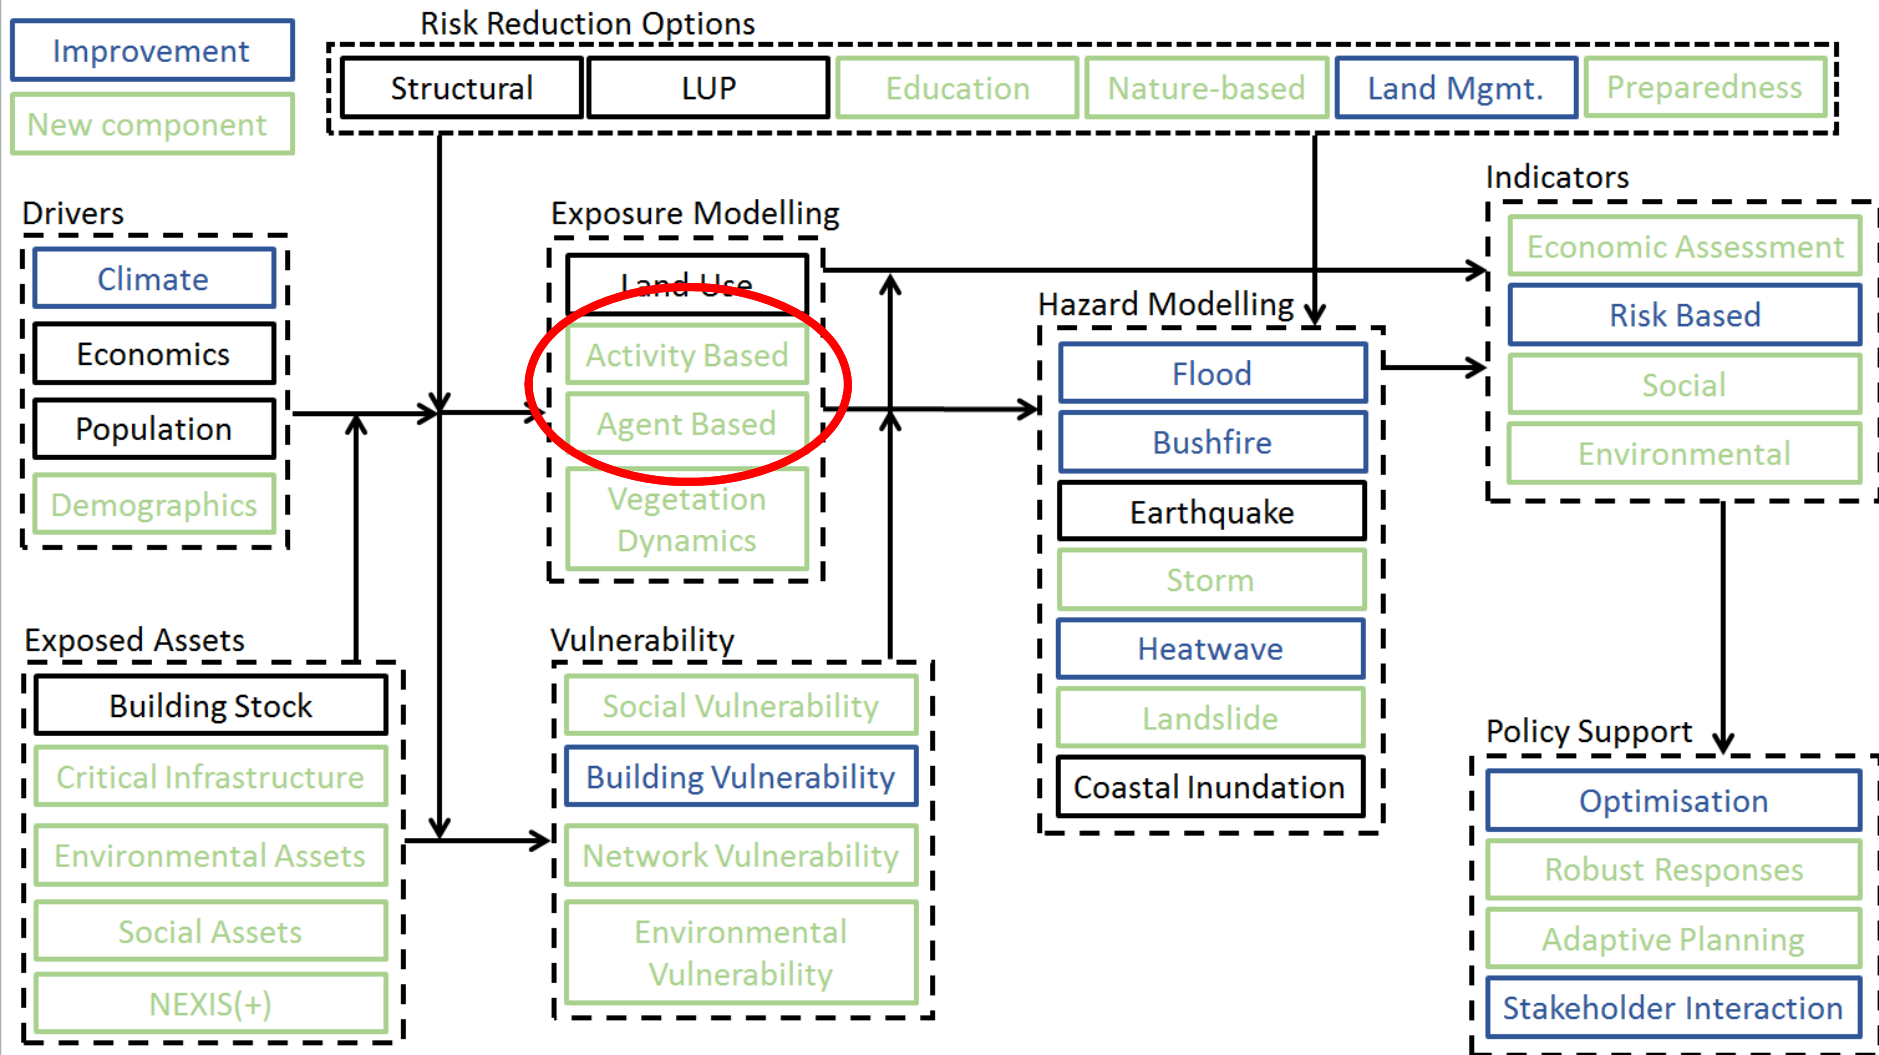 Risk Reduction Options
Improvement
New component
Structural
LUP
Education
Nature-based
Land Mgmt.
Preparedness
Drivers
Climate
Economics
Population
Demographics
Exposure Modelling
Land Use
Activity Based
Agent Based
Vegetation
Dynamics
Hazard Modelling
Flood
Bushfire
Earthquake
Storm
Heatwave
Landslide
Coastal Inundation
Indicators
Economic Assessment
Risk Based
Social
Environmental
Exposed Assets
Building Stock
Critical Infrastructure
Environmental Assets
Social Assets
NEXIS(+)
Vulnerability
Social Vulnerability
Building Vulnerability
Network Vulnerability
Environmental
Vulnerability
Policy Support
Optimisation
Robust Responses
Adaptive Planning
Stakeholder Interaction